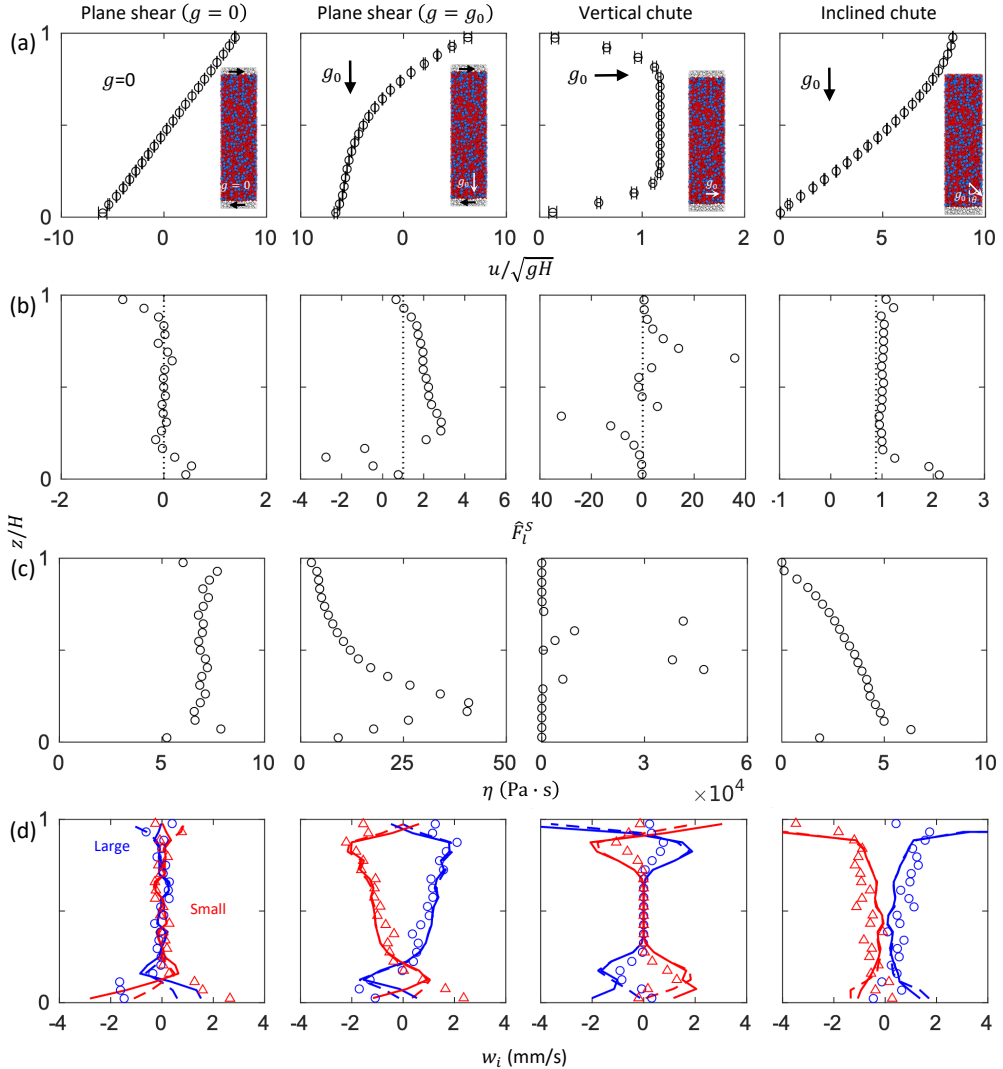 Plane shear (g = 0) Plane shear (g = g₀) Vertical chute Inclined chute
(a) 1 g=0 g = 0 0 10 0 10
g₀ g₀ 10 0 10
g₀ g₀ 0 1 2
g₀ g₀ θ 0 5 10
u/√gH
(b) 1 0 -2 0 2
-4 -2 0 2 4 6
40 -20 0 20 40
-1 0 1 2 3
z/H
F̂ₗˢ
(c) 1 0 0 5 10
0 25 50
0 2 4 6
0 5 10
η (Pa · s) ×10⁴
(d) 1 Large Small 0 -4 -2 0 2 4
-4 -2 0 2 4
-4 -2 0 2 4
-4 -2 0 2 4
wᵢ (mm/s)